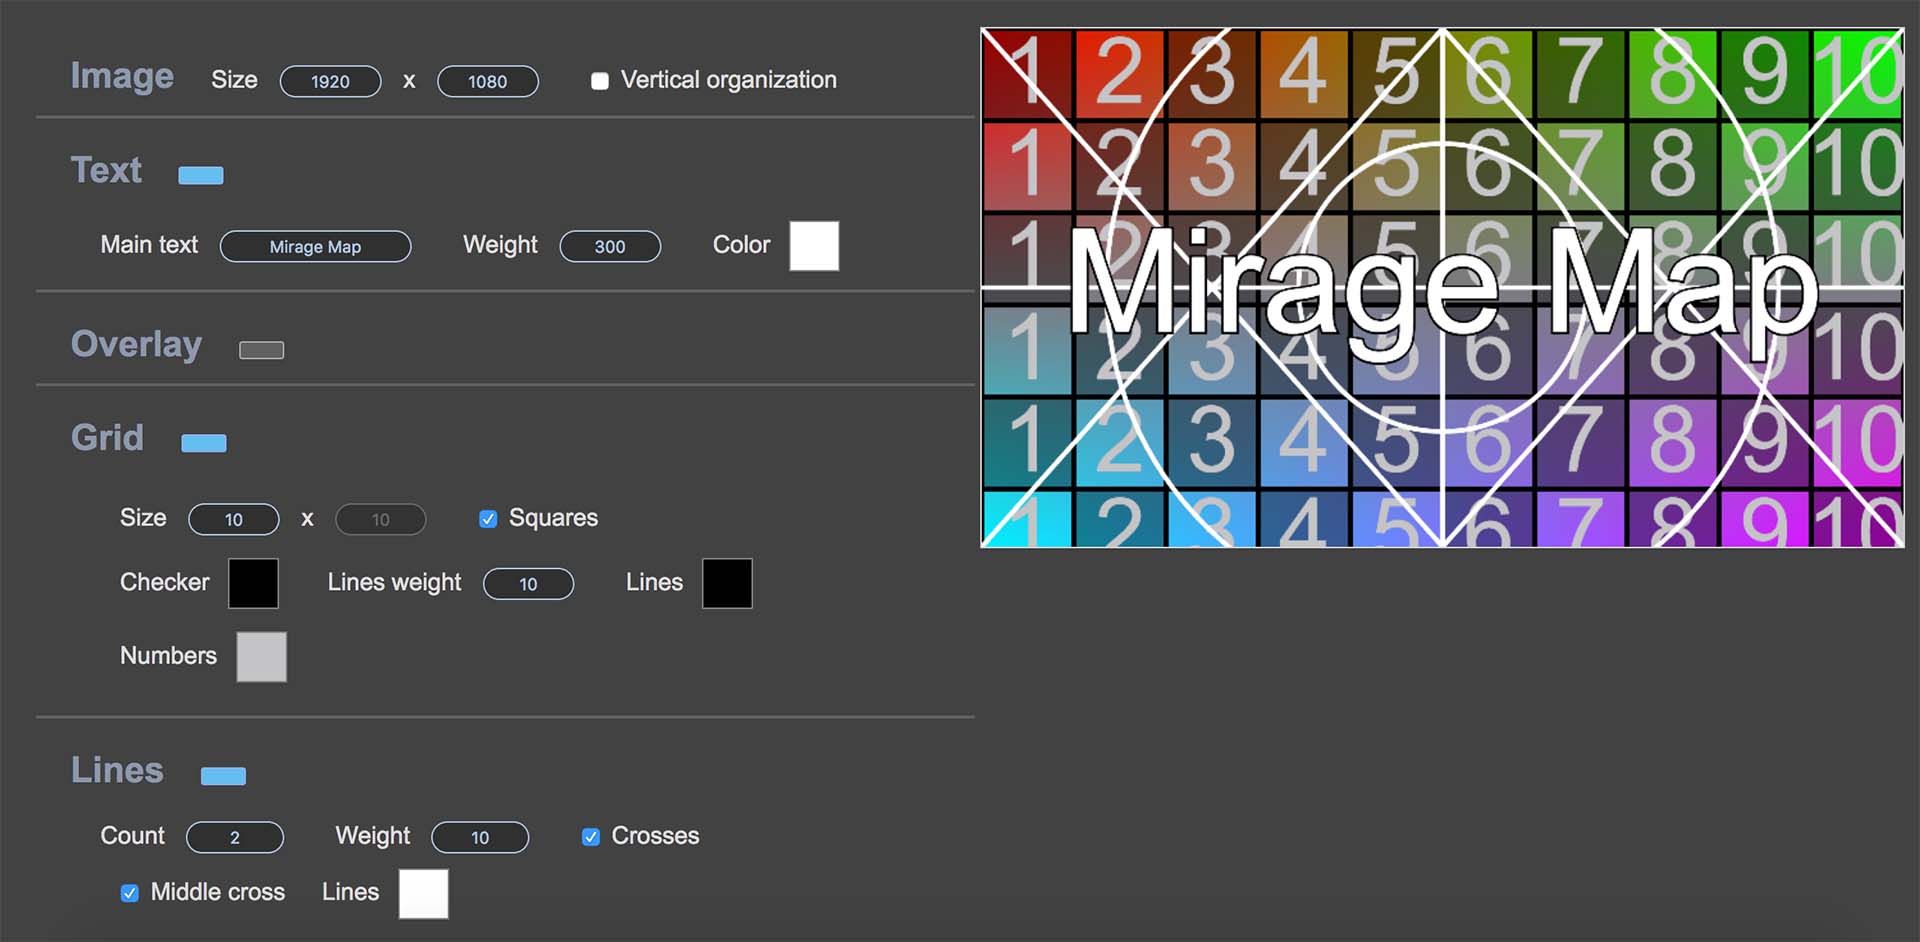 Image Size 1920 x 1080 Vertical organization
Text
Main text Mirage Map Weight 300 Color
Overlay
Grid
Size 10 x 10 Squares
Checker Lines weight 10 Lines
Numbers
Lines
Count 2 Weight 10 Crosses
Middle cross Lines
1 2 3 4 5 6 7 8 9 10
1 2 3 4 5 6 7 8 9 10
1 2 3 4 5 6 7 8 9 10
Mirage Map
1 2 3 4 5 6 7 8 9 10
1 2 3 4 5 6 7 8 9 10
1 2 3 4 5 6 7 8 9 10